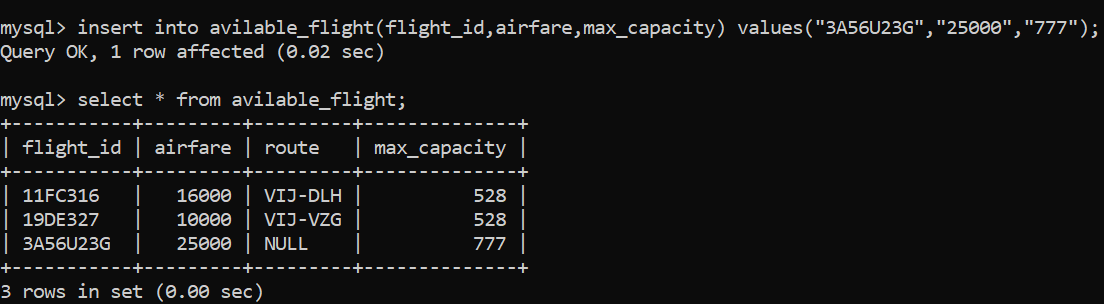 mysql> insert into avilable_flight(flight_id,airfare,max_capacity) values("3A56U23G","25000","777");
Query OK, 1 row affected (0.02 sec)
mysql> select * from avilable_flight;
+-----------+---------+---------+--------------+
| flight_id | airfare | route   | max_capacity |
+-----------+---------+---------+--------------+
| 11FC316   |   16000 | VIJ-DLH |          528 |
| 19DE327   |   10000 | VIJ-VZG |          528 |
| 3A56U23G  |   25000 | NULL    |          777 |
+-----------+---------+---------+--------------+
3 rows in set (0.00 sec)